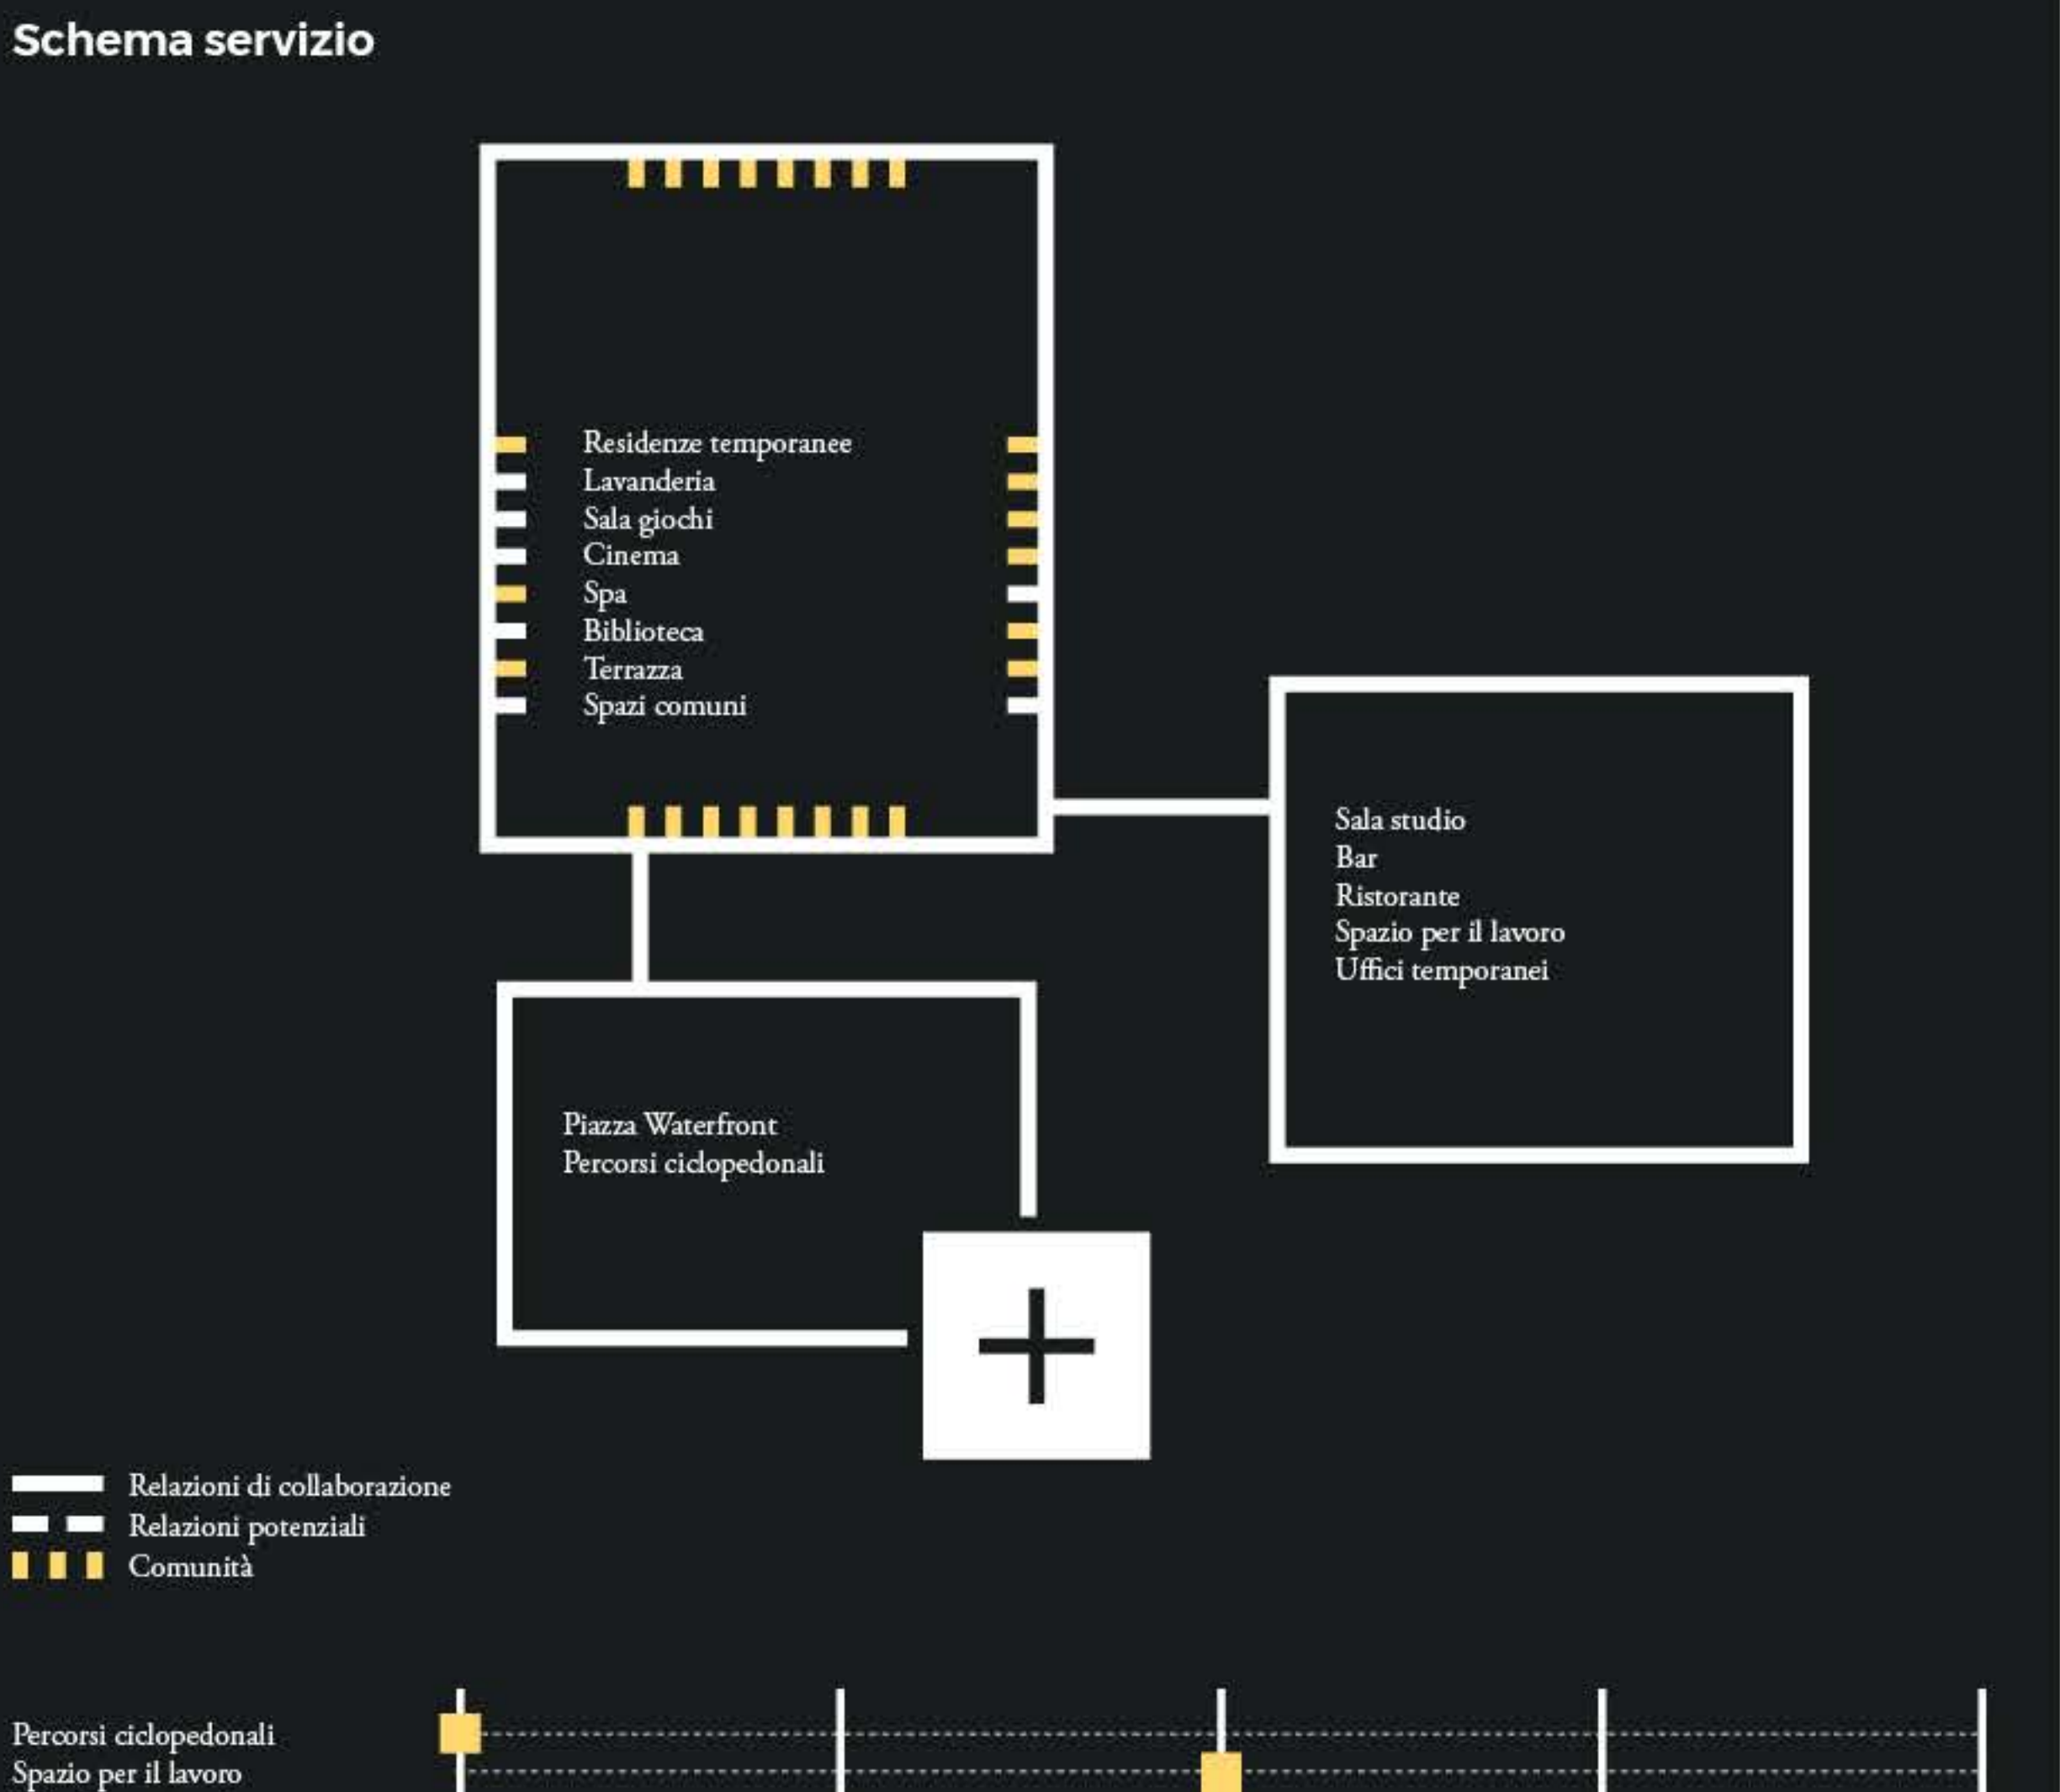 Schema servizio
Residenze temporanee
Lavanderia
Sala giochi
Cinema
Spa
Biblioteca
Terrazza
Spazi comuni
Sala studio
Bar
Ristorante
Spazio per il lavoro
Uffici temporanei
Piazza Waterfront
Percorsi ciclopedonali
Relazioni di collaborazione
Relazioni potenziali
Comunità
Percorsi ciclopedonali
Spazio per il lavoro